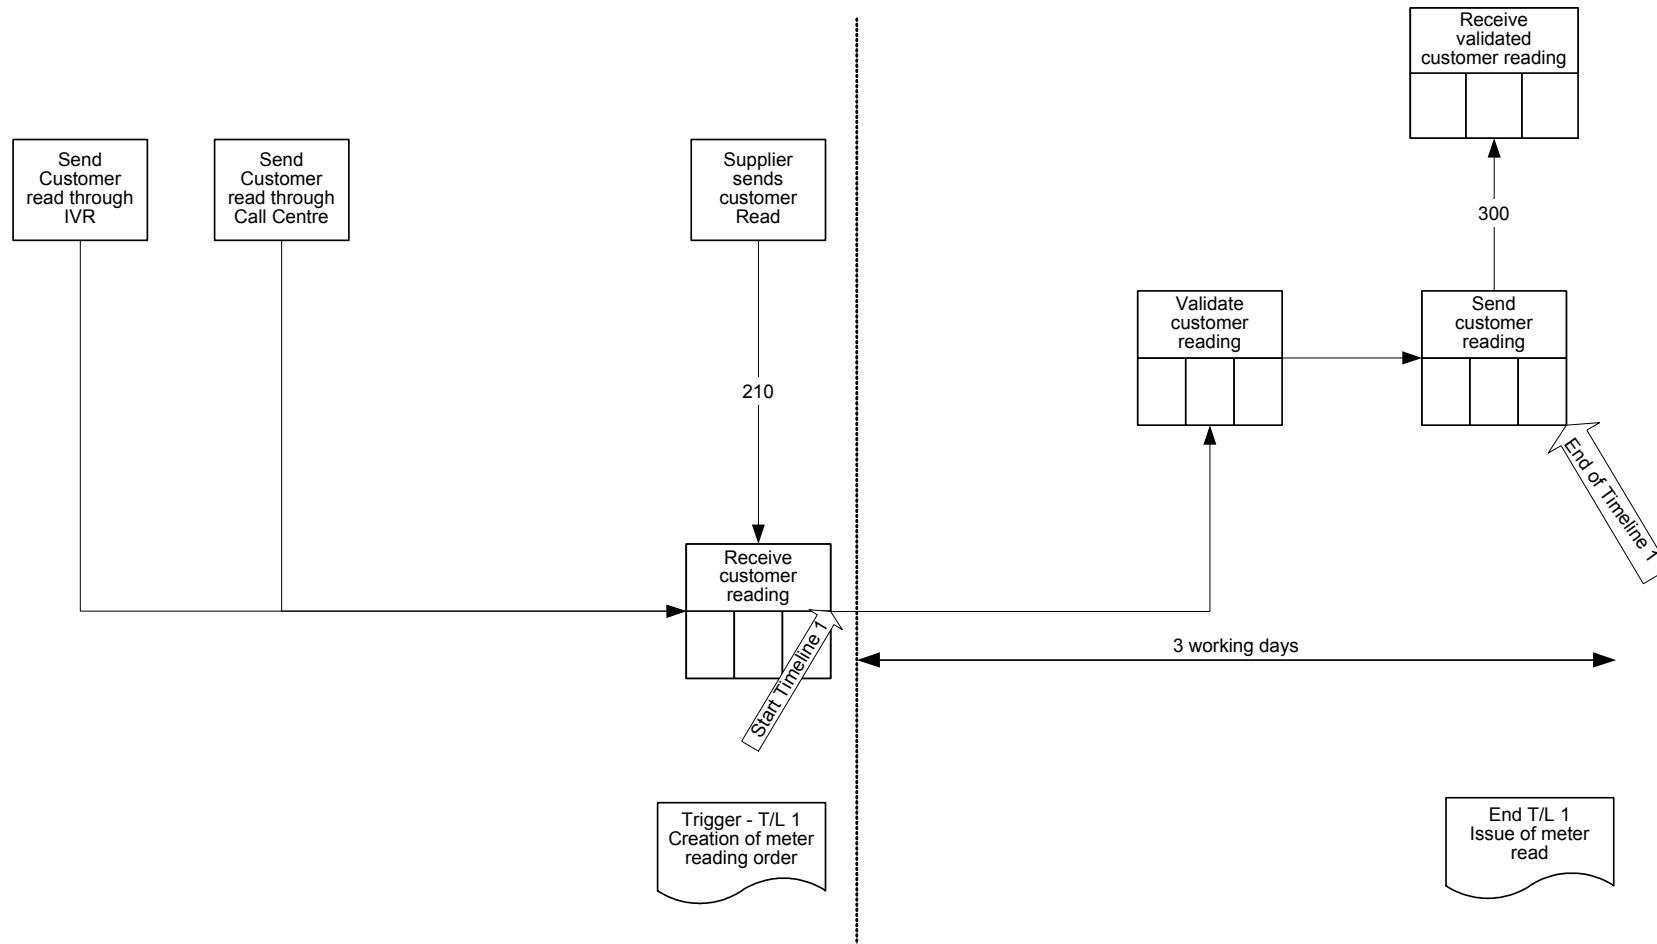 Receive
validated
customer reading
Send
Customer
read through
IVR
Send
Customer
read through
Call Centre
Supplier
sends
customer
Read
300
Validate
customer
reading
Send
customer
reading
210
End of Timeline 1
Receive
customer
reading
Start Timeline 1
3 working days
Trigger - T/L 1
Creation of meter
reading order
End T/L 1
Issue of meter
read